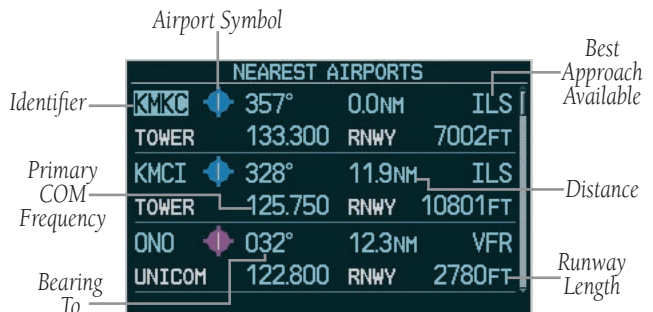 Airport Symbol
Best
Approach
Available
Identifier
Primary
COM
Frequency
Bearing
To
Distance
Runway
Length
NEAREST AIRPORTS
KMKC 357° 0.0NM ILS
TOWER 133.300 RNWY 7002FT
KMCI 328° 11.9NM ILS
TOWER 125.750 RNWY 10801FT
0N0 032° 12.3NM VFR
UNICOM 122.800 RNWY 2780FT